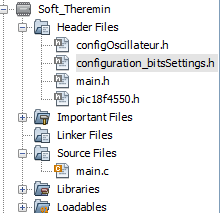 Soft_Theremin
Header Files
configOscillateur.h
configuration_bitsSettings.h
main.h
pic18f4550.h
Important Files
Linker Files
Source Files
main.c
Libraries
Loadables